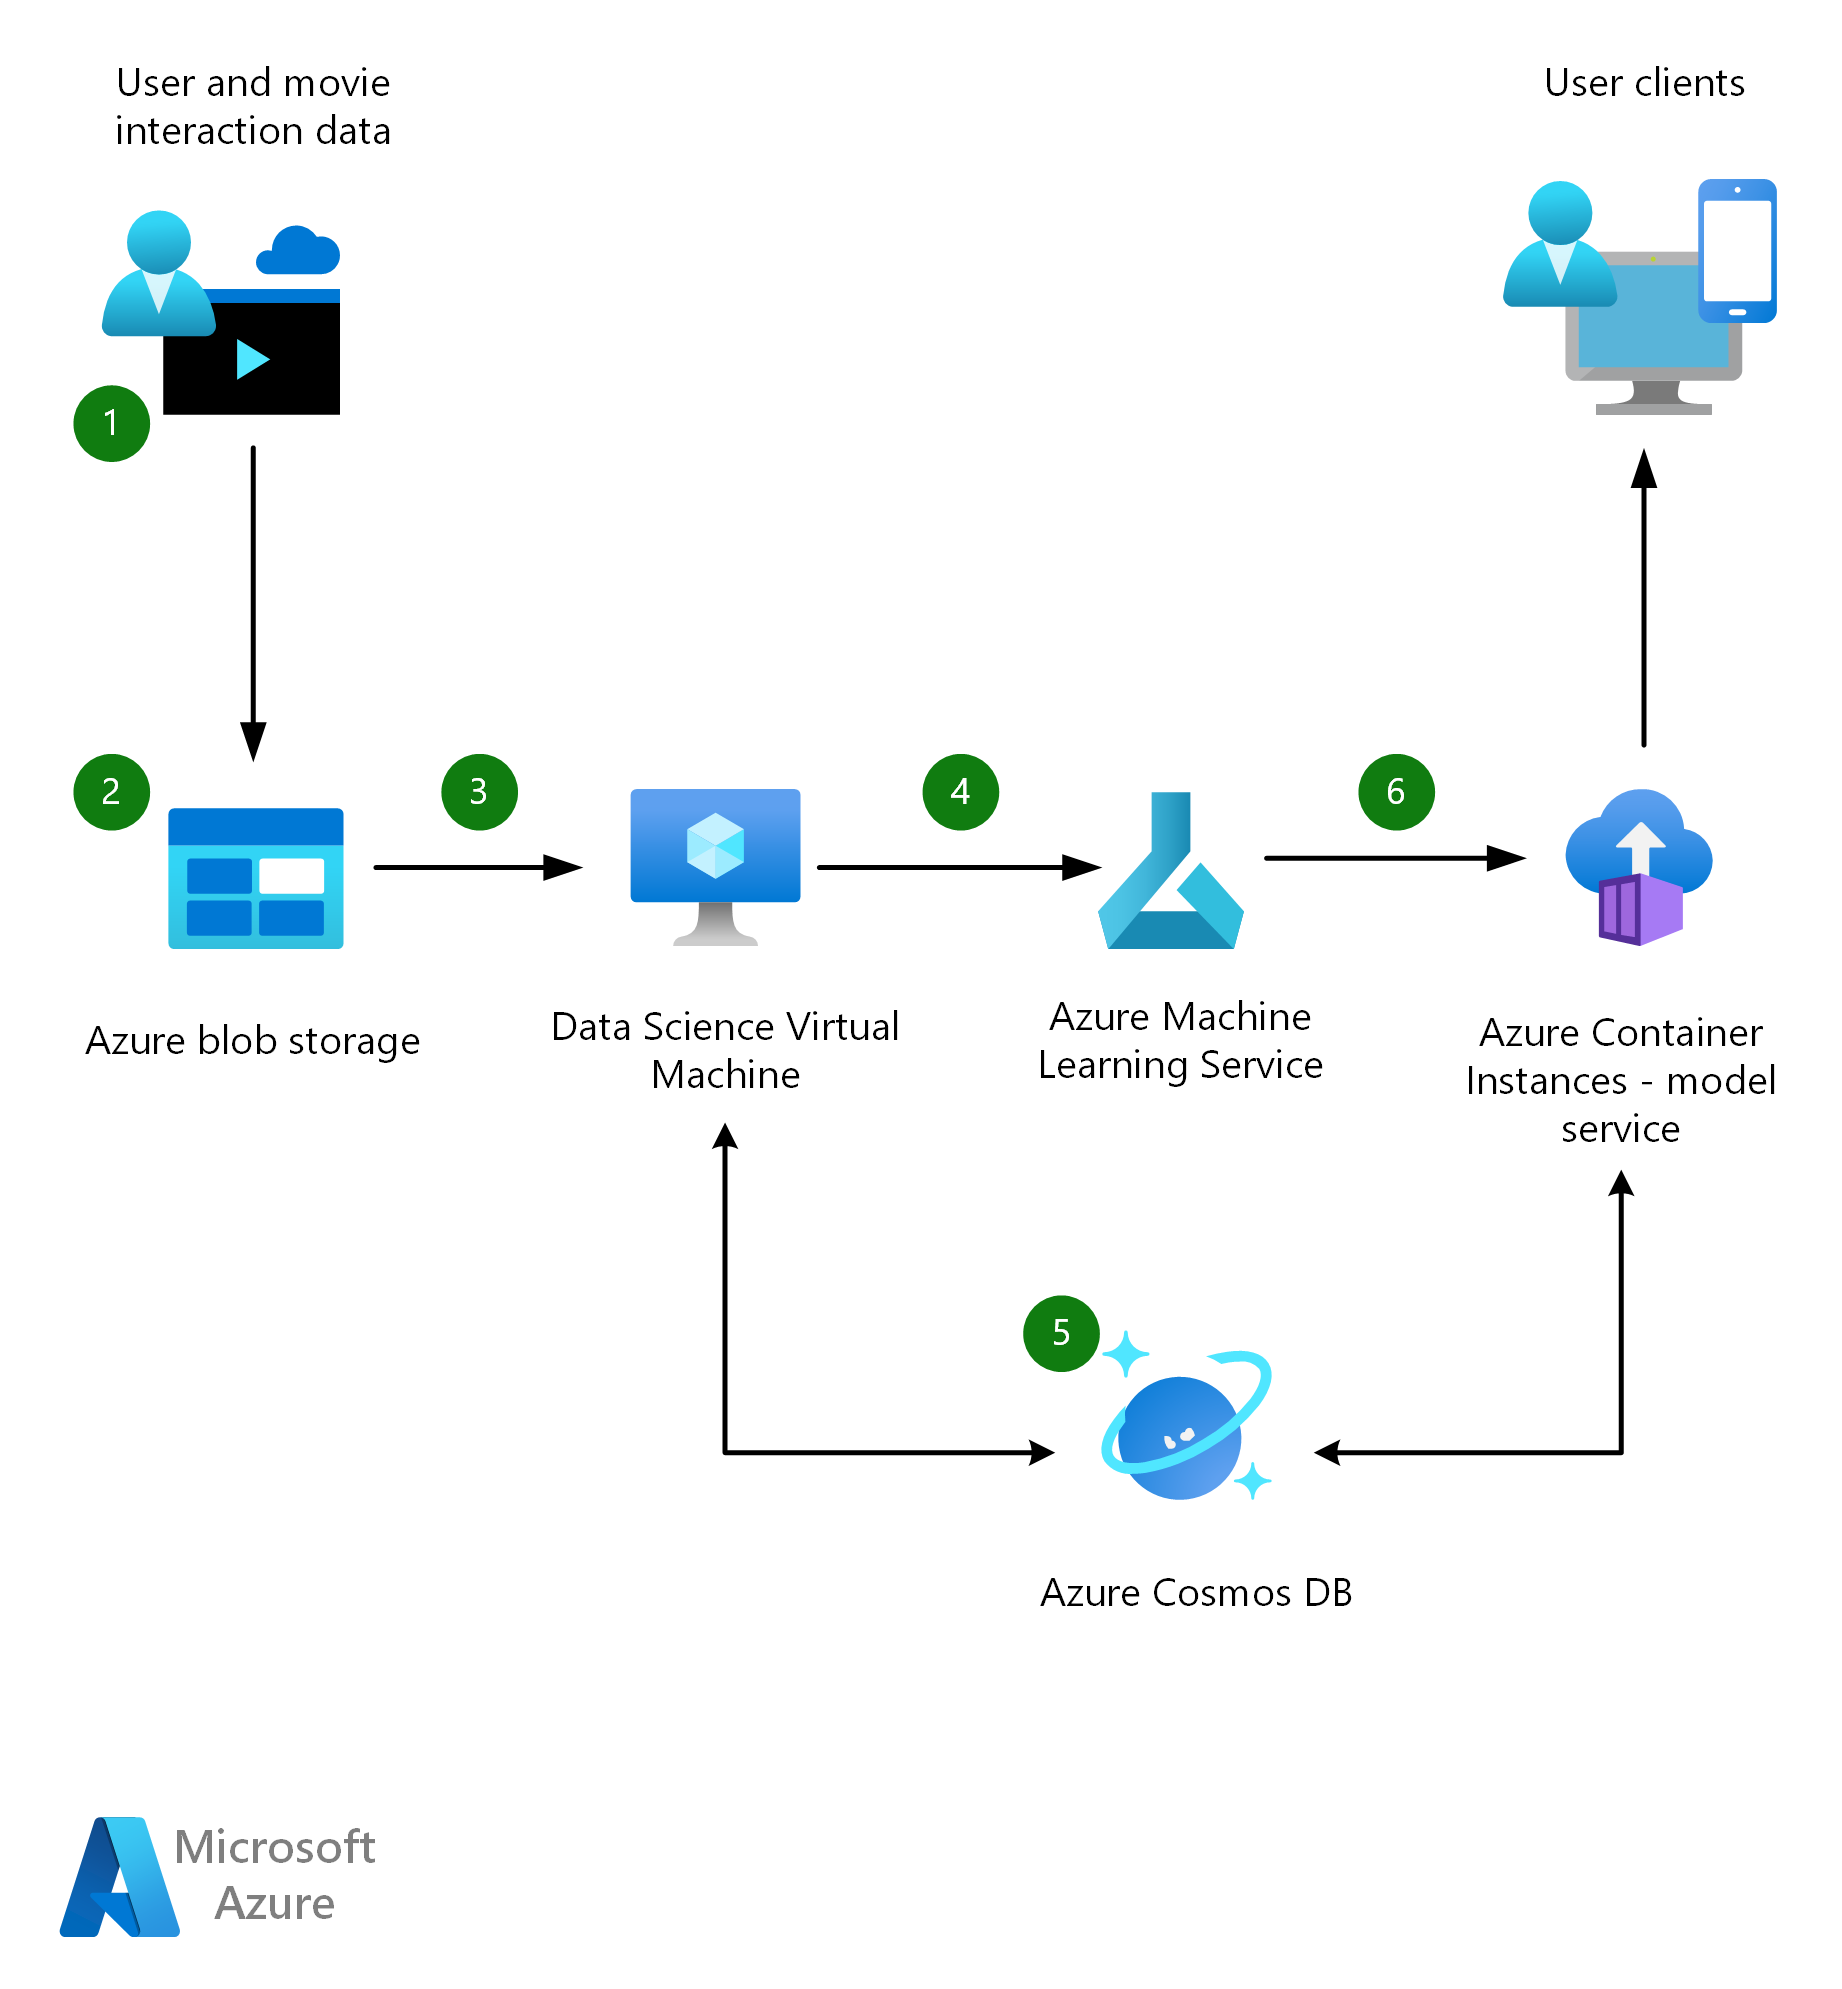 User and movie
interaction data
User clients
1
2
3
4
6
Azure blob storage
Data Science Virtual
Machine
Azure Machine
Learning Service
Azure Container
Instances - model
service
5
Azure Cosmos DB
Microsoft
Azure